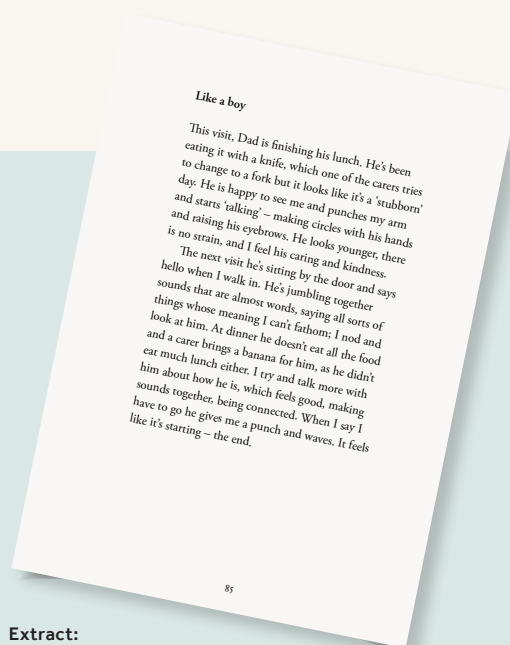 Like a boy
This visit, Dad is finishing his lunch. He’s been
eating it with a knife, which one of the carers tries
to change to a fork but it looks like it’s a ‘stubborn’
day. He is happy to see me and punches my arm
and starts ‘talking’ – making circles with his hands
and raising his eyebrows. He looks younger, there
is no strain, and I feel his caring and kindness.
The next visit he’s sitting by the door and says
hello when I walk in. He’s jumbling together
sounds that are almost words, saying all sorts of
things whose meaning I can’t fathom; I nod and
look at him. At dinner he doesn’t eat all the food
and a carer brings a banana for him, as he didn’t
eat much lunch either. I try and talk more with
him about how he is, which feels good, making
sounds together, being connected. When I say I
have to go he gives me a punch and waves. It feels
like it’s starting – the end.
85
Extract: